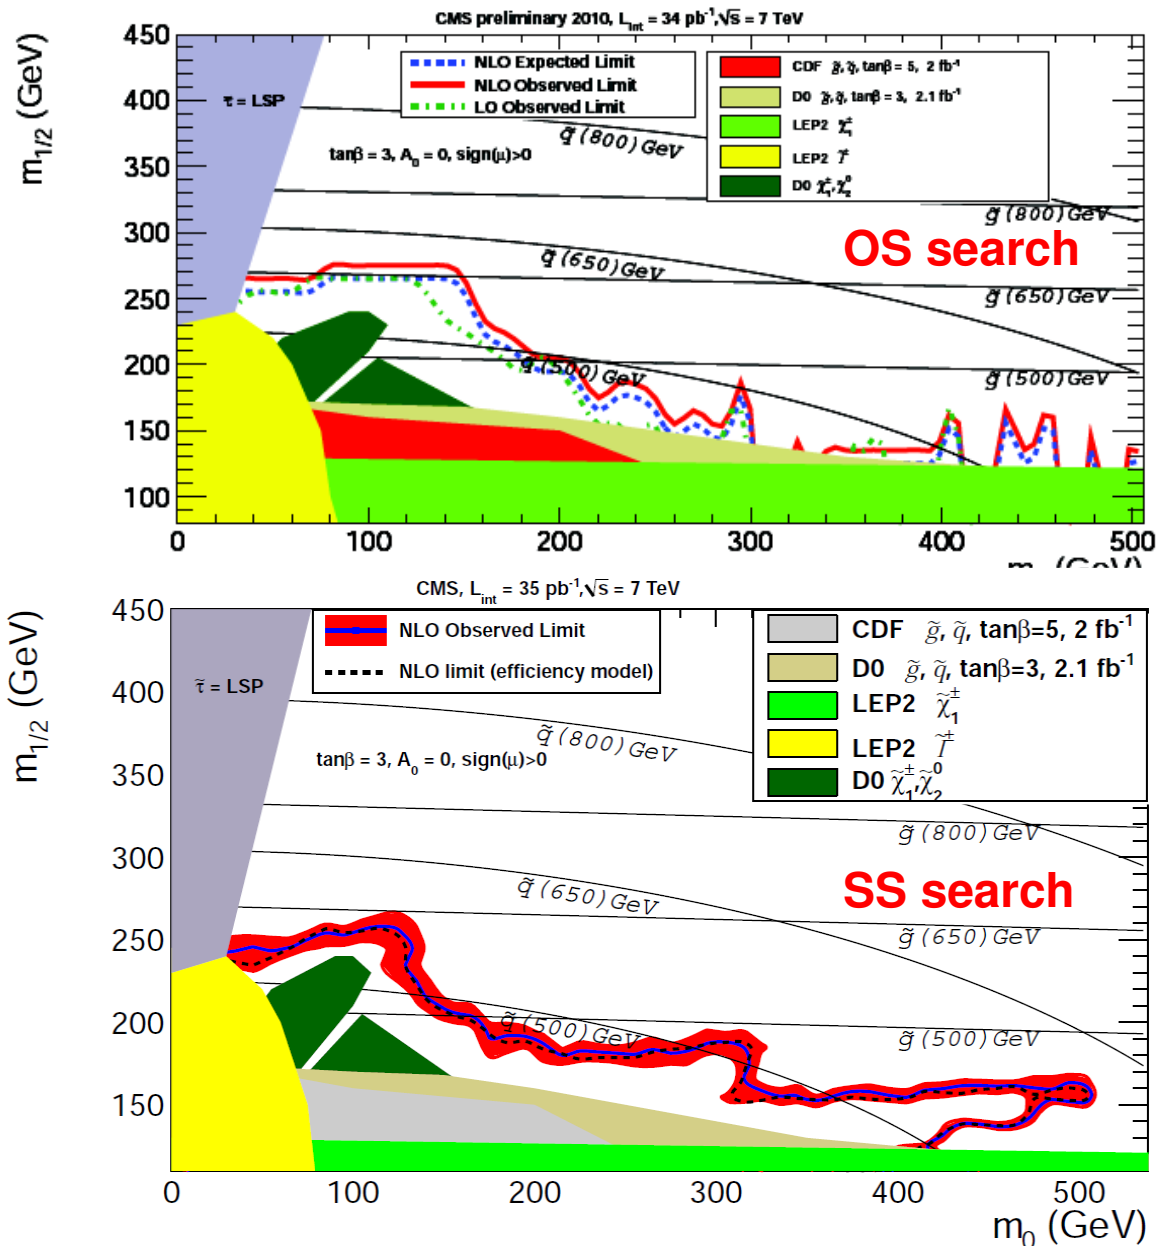 CMS preliminary 2010, L_int = 34 pb⁻¹, √s = 7 TeV
m_1/2 (GeV)
450
400
350
300
250
200
150
100
0
100
200
300
400
500
NLO Expected Limit
NLO Observed Limit
LO Observed Limit
CDF g̃, q̃, tanβ = 5, 2 fb⁻¹
D0 g̃, q̃, tanβ = 3, 2.1 fb⁻¹
LEP2 χ̃₁±
LEP2 l̃±
D0 χ̃₁±, χ̃₂⁰
τ̃ = LSP
tanβ = 3, A₀ = 0, sign(μ)>0
q̃ (800) GeV
g̃ (800) GeV
OS search
q̃ (650) GeV
g̃ (650) GeV
q̃ (500) GeV
g̃ (500) GeV
CMS, L_int = 35 pb⁻¹, √s = 7 TeV
m_1/2 (GeV)
450
400
350
300
250
200
150
0
100
200
300
400
500
m₀ (GeV)
NLO Observed Limit
NLO limit (efficiency model)
CDF g̃, q̃, tanβ=5, 2 fb⁻¹
D0 g̃, q̃, tanβ=3, 2.1 fb⁻¹
LEP2 χ̃₁±
LEP2 l̃±
D0 χ̃₁±, χ̃₂⁰
τ̃ = LSP
tanβ = 3, A₀ = 0, sign(μ)>0
q̃ (800) GeV
g̃ (800) GeV
SS search
q̃ (650) GeV
g̃ (650) GeV
q̃ (500) GeV
g̃ (500) GeV